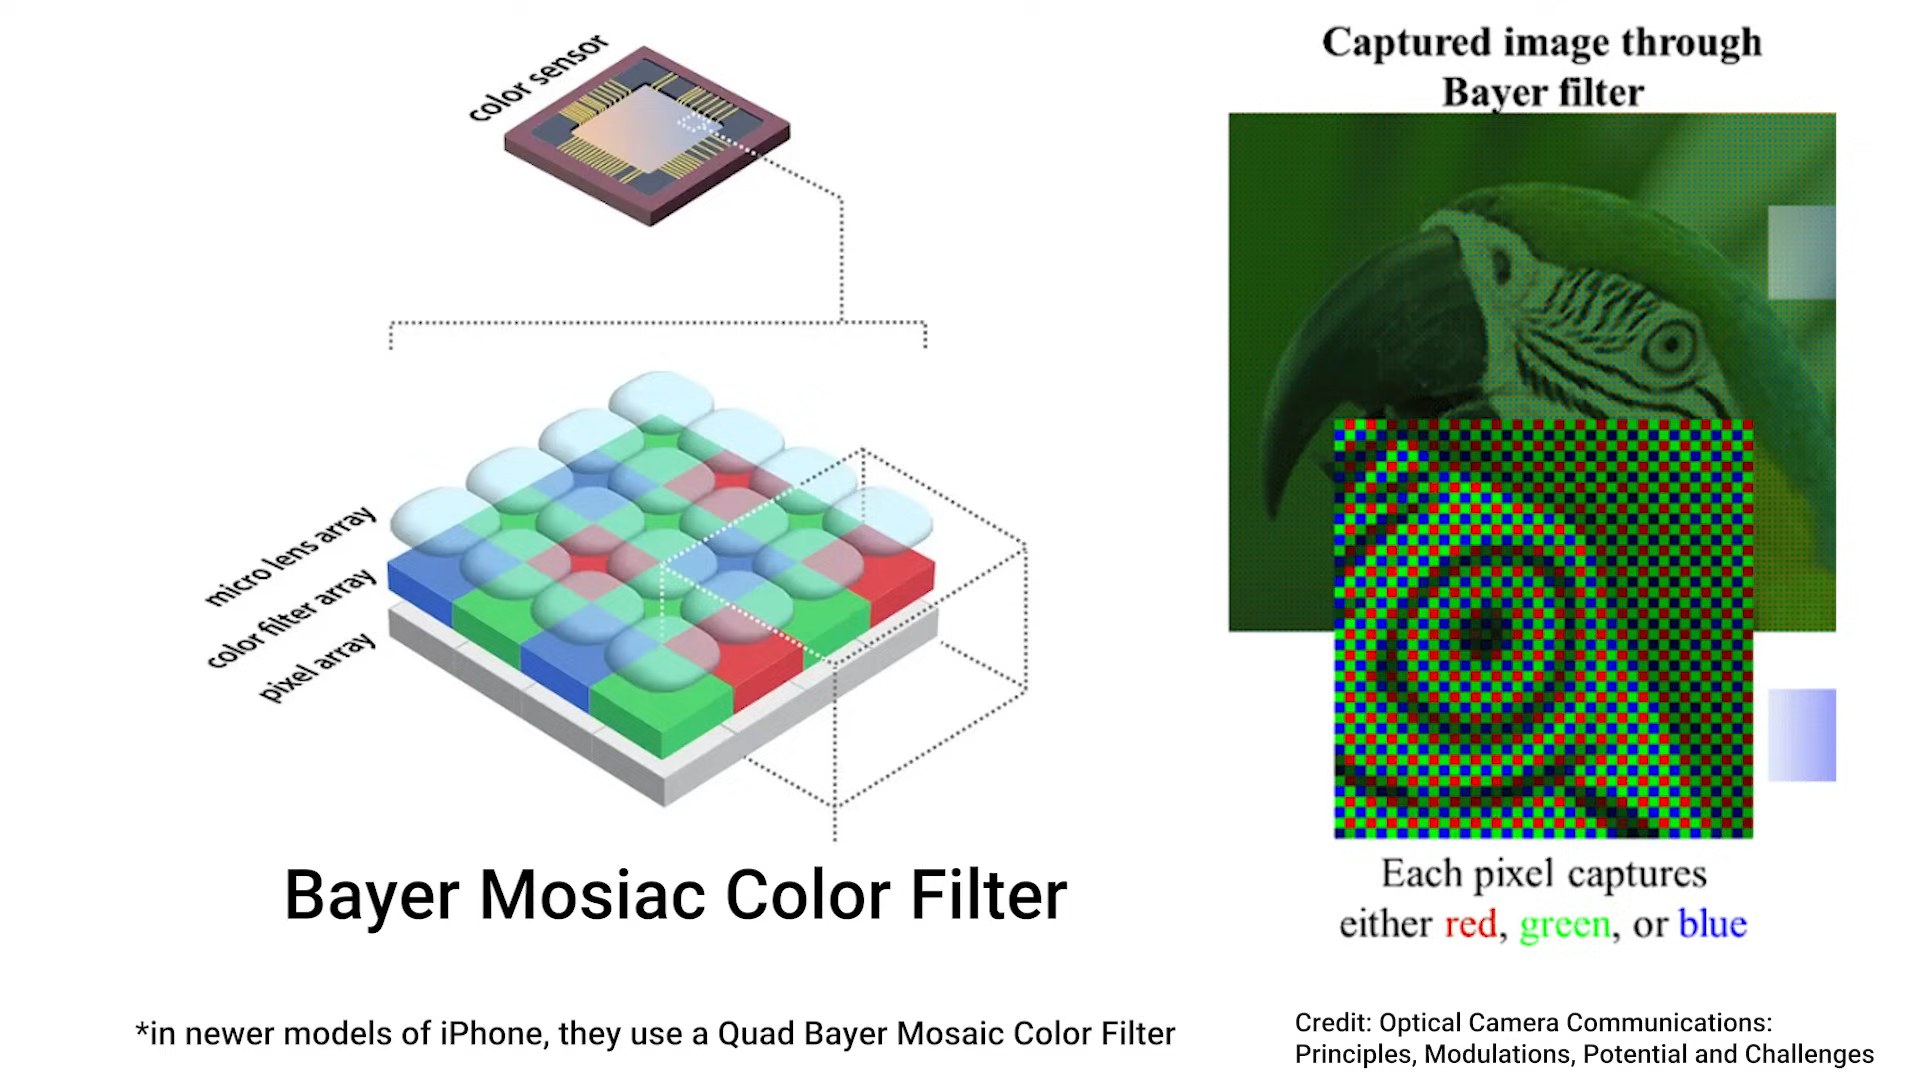 color sensor
micro lens array
color filter array
pixel array
Bayer Mosiac Color Filter
*in newer models of iPhone, they use a Quad Bayer Mosaic Color Filter
Captured image through
Bayer filter
Each pixel captures
either red, green, or blue
Credit: Optical Camera Communications:
Principles, Modulations, Potential and Challenges